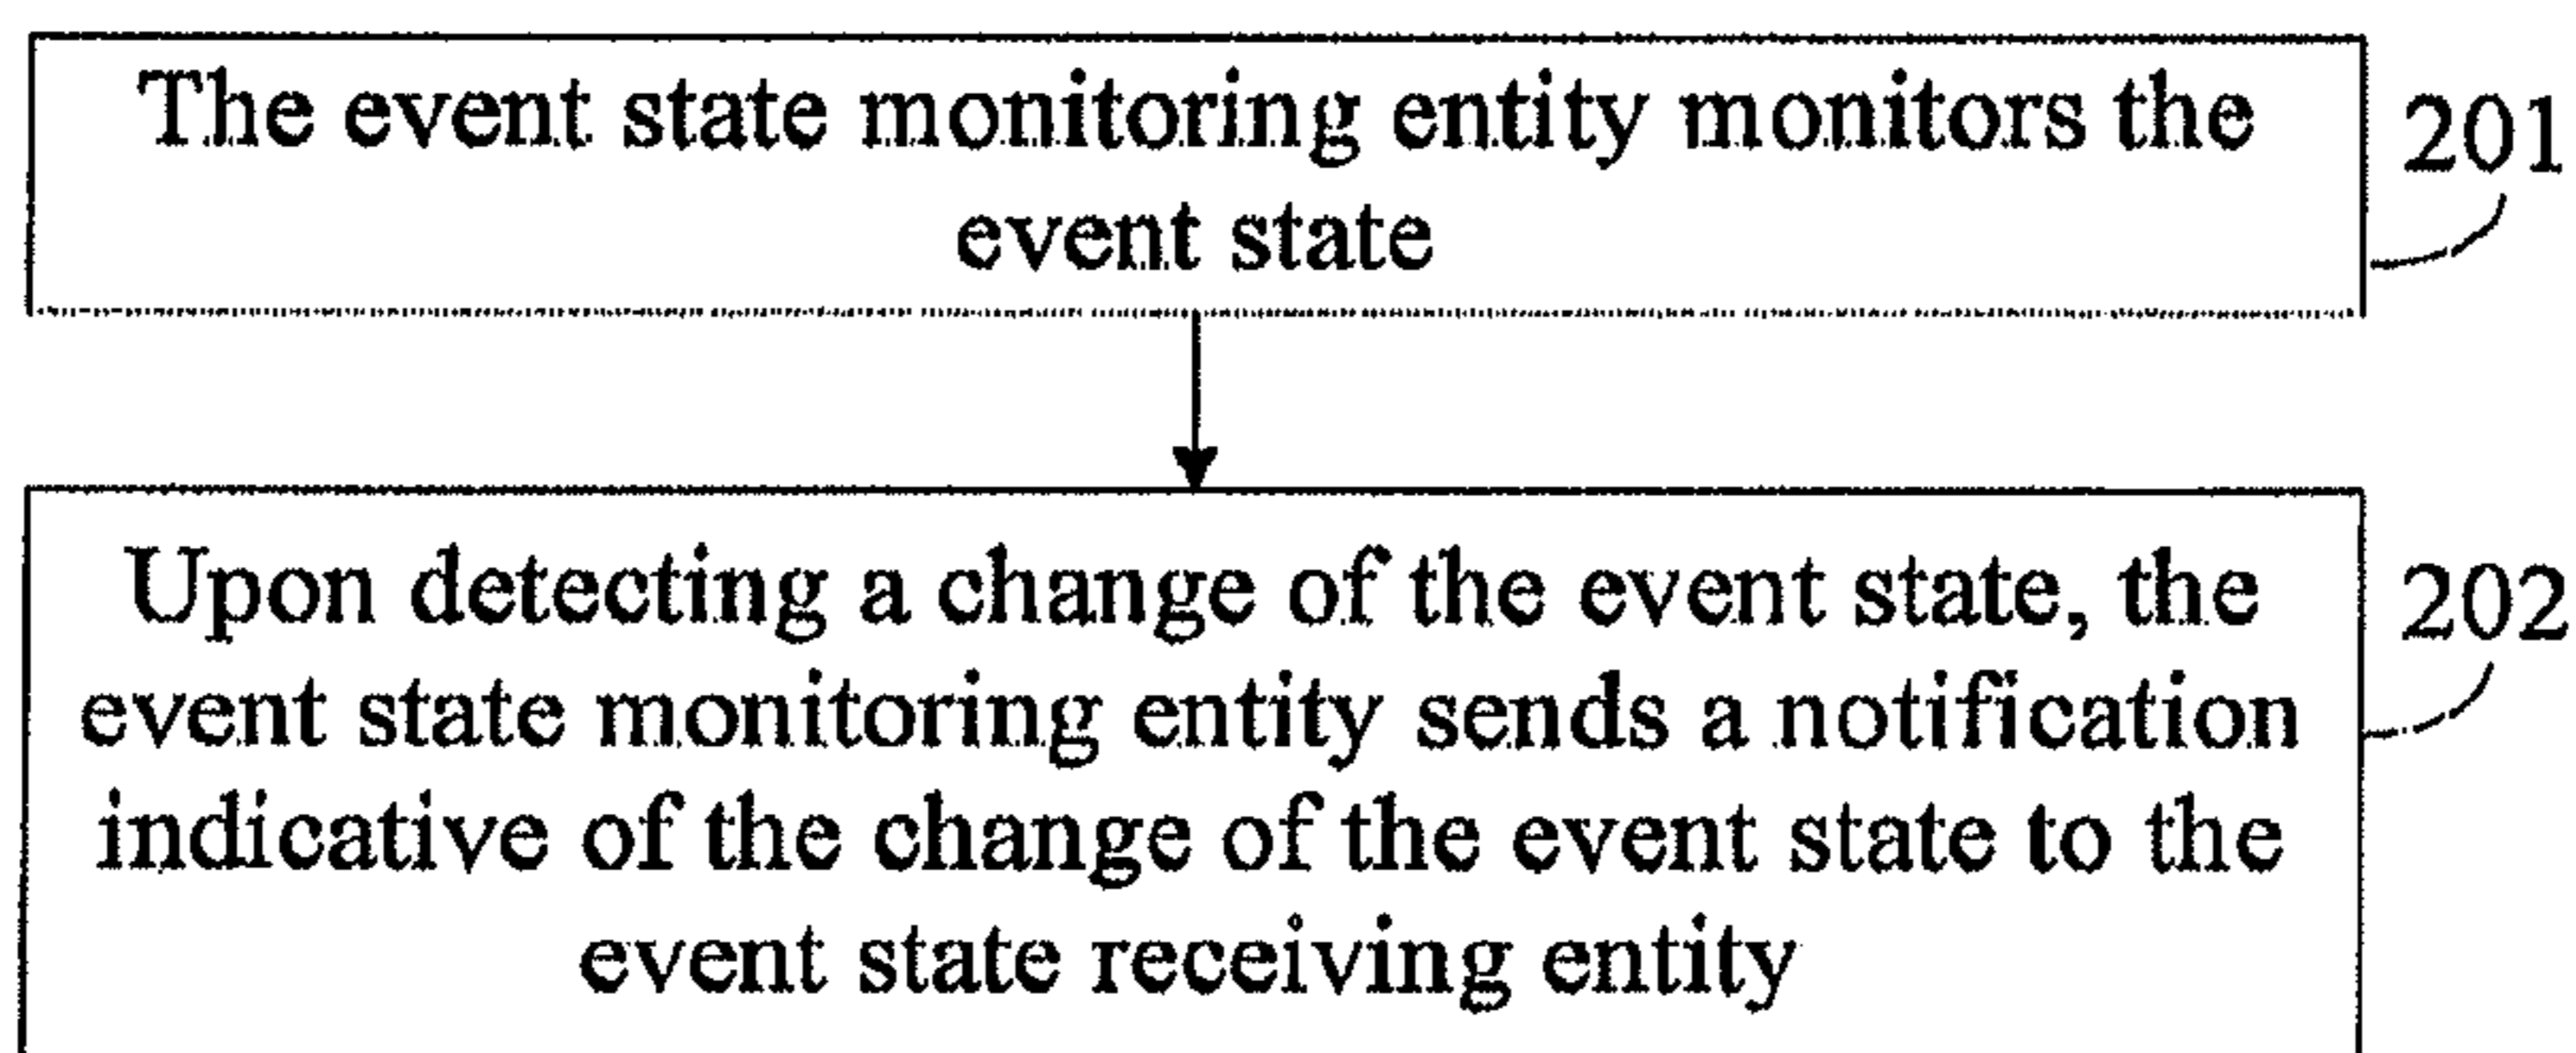 The event state monitoring entity monitors the
event state
201
Upon detecting a change of the event state, the
event state monitoring entity sends a notification
indicative of the change of the event state to the
event state receiving entity
202